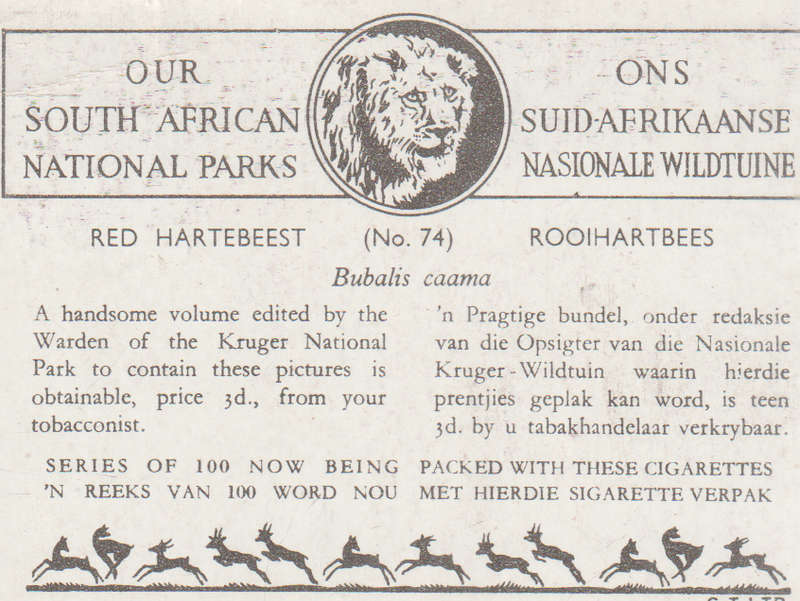 OUR
SOUTH AFRICAN
NATIONAL PARKS
ONS
SUID-AFRIKAANSE
NASIONALE WILDTUINE
RED HARTEBEEST (No. 74) ROOIHARTBEES
Bubalis caama
A handsome volume edited by the
Warden of the Kruger National
Park to contain these pictures is
obtainable, price 3d., from your
tobacconist.
'n Pragtige bundel, onder redaksie
van die Opsigter van die Nasionale
Kruger-Wildtuin waarin hierdie
prentjies geplak kan word, is teen
3d. by u tabakhandelaar verkrybaar.
SERIES OF 100 NOW BEING PACKED WITH THESE CIGARETTES
'N REEKS VAN 100 WORD NOU MET HIERDIE SIGARETTE VERPAK